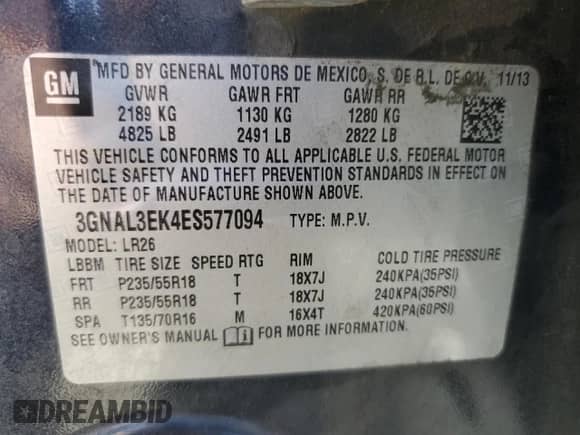 GM
MFD BY GENERAL MOTORS DE MEXICO, S. DE R.L. DE C.V. 11/13
GVWR GAWR FRT GAWR RR
2189 KG 1130 KG 1280 KG
4825 LB 2491 LB 2822 LB
THIS VEHICLE CONFORMS TO ALL APPLICABLE U.S. FEDERAL MOTOR
VEHICLE SAFETY AND THEFT PREVENTION STANDARDS IN EFFECT ON
THE DATE OF MANUFACTURE SHOWN ABOVE.
3GNAL3EK4ES577094 TYPE: M.P.V.
MODEL: LR26
LBBM TIRE SIZE SPEED RTG RIM COLD TIRE PRESSURE
FRT P235/55R18 T 18X7J 240KPA(35PSI)
RR P235/55R18 T 18X7J 240KPA(35PSI)
SPA T135/70R16 M 16X4T 420KPA(60PSI)
SEE OWNER'S MANUAL FOR MORE INFORMATION.
DREAMBID